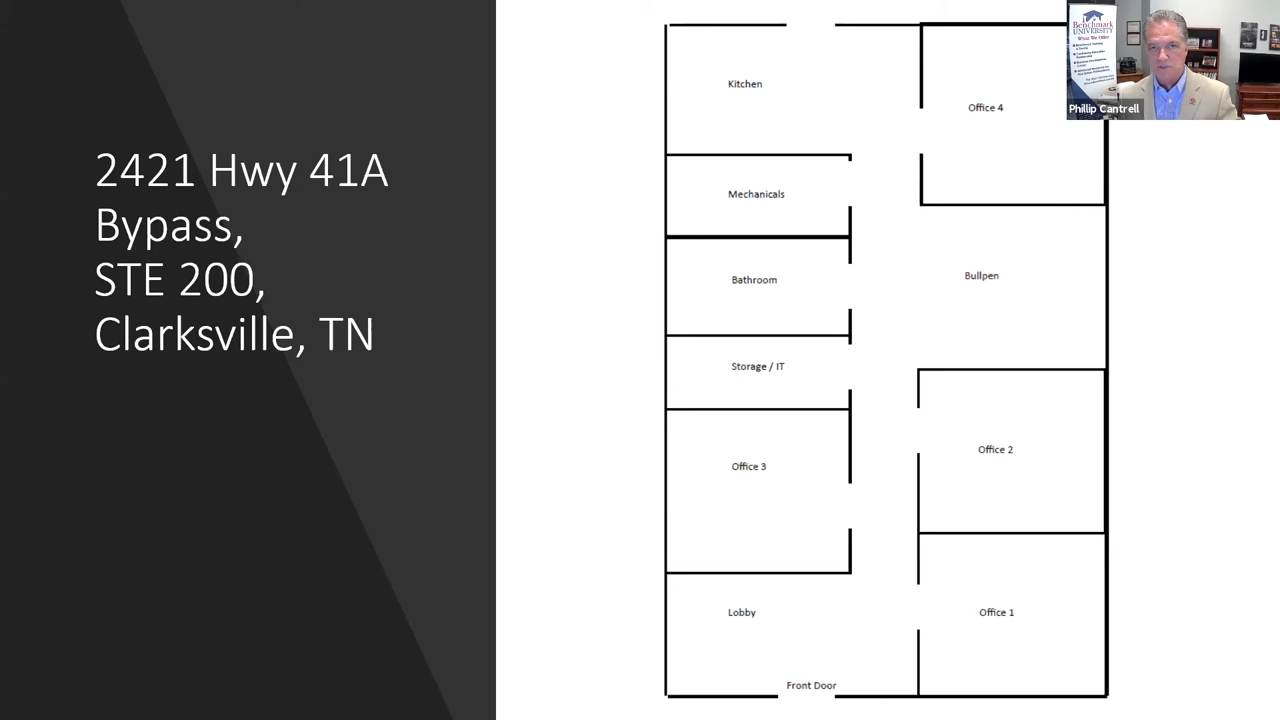 2421 Hwy 41A
Bypass,
STE 200,
Clarksville, TN
Kitchen
Office 4
Mechanicals
Bathroom
Bullpen
Storage / IT
Office 2
Office 3
Lobby
Office 1
Front Door
Benchmark
UNIVERSITY
What We Offer
Phillip Cantrell